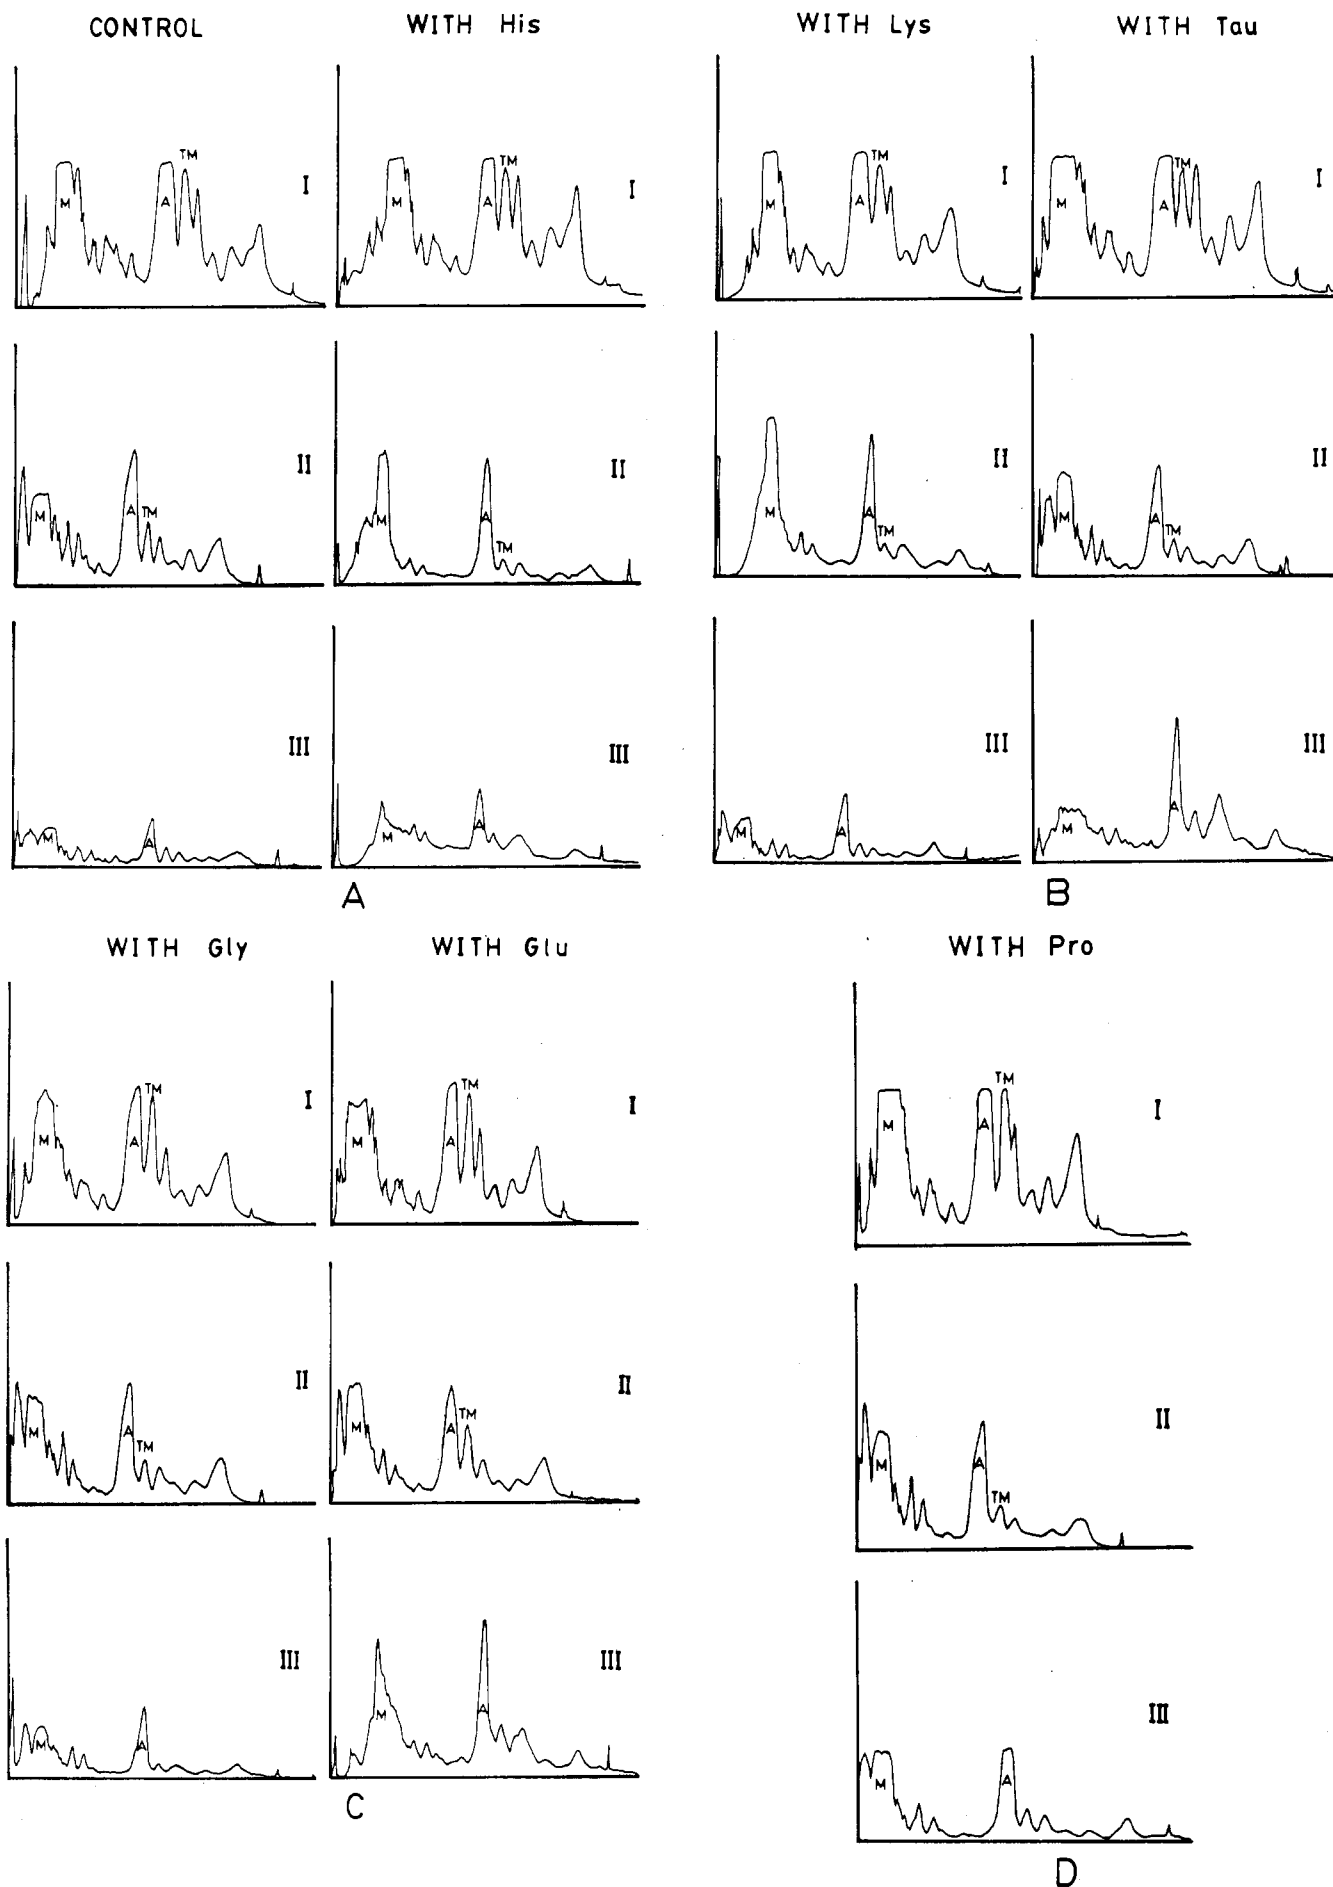 CONTROL WITH His WITH Lys WITH Tau
TM TM TM TM
M A I M A I M A I M A I
M A TM II M A TM II M A TM II M A TM II
M A III M A III M A III M A III
A B
WITH Gly WITH Glu WITH Pro
TM TM TM
M A I M A I M A I
M A TM II M A TM II M A TM II
M A III M A III M A III
C D